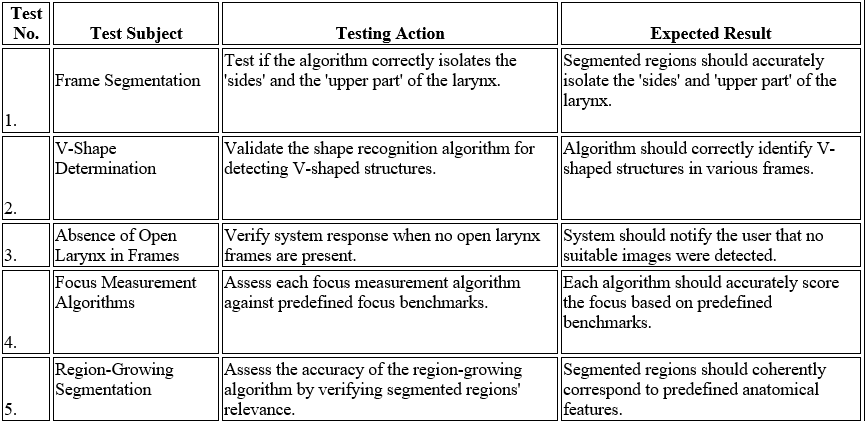 Test No. Test Subject Testing Action Expected Result
1. Frame Segmentation Test if the algorithm correctly isolates the 'sides' and the 'upper part' of the larynx. Segmented regions should accurately isolate the 'sides' and 'upper part' of the larynx.
2. V-Shape Determination Validate the shape recognition algorithm for detecting V-shaped structures. Algorithm should correctly identify V-shaped structures in various frames.
3. Absence of Open Larynx in Frames Verify system response when no open larynx frames are present. System should notify the user that no suitable images were detected.
4. Focus Measurement Algorithms Assess each focus measurement algorithm against predefined focus benchmarks. Each algorithm should accurately score the focus based on predefined benchmarks.
5. Region-Growing Segmentation Assess the accuracy of the region-growing algorithm by verifying segmented regions' relevance. Segmented regions should coherently correspond to predefined anatomical features.